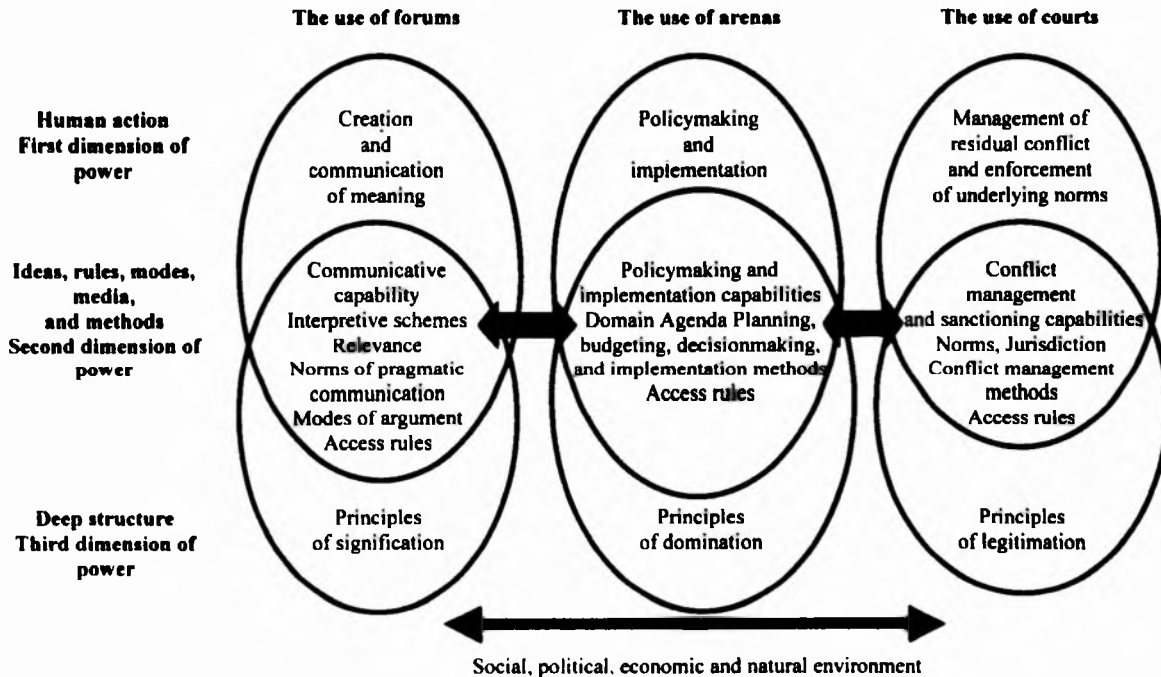 The use of forums
The use of arenas
The use of courts
Human action
First dimension of
power
Creation
and
communication
of meaning
Policymaking
and
implementation
Management of
residual conflict
and enforcement
of underlying norms
Ideas, rules, modes,
media,
and methods
Second dimension of
power
Communicative
capability
Interpretive schemes
Relevance
Norms of pragmatic
communication
Modes of argument
Access rules
Policymaking and
implementation capabilities
Domain Agenda Planning,
budgeting, decisionmaking,
and implementation methods
Access rules
Conflict
management
and sanctioning capabilities
Norms, Jurisdiction
Conflict management
methods
Access rules
Deep structure
Third dimension of
power
Principles
of signification
Principles
of domination
Principles
of legitimation
Social, political, economic and natural environment